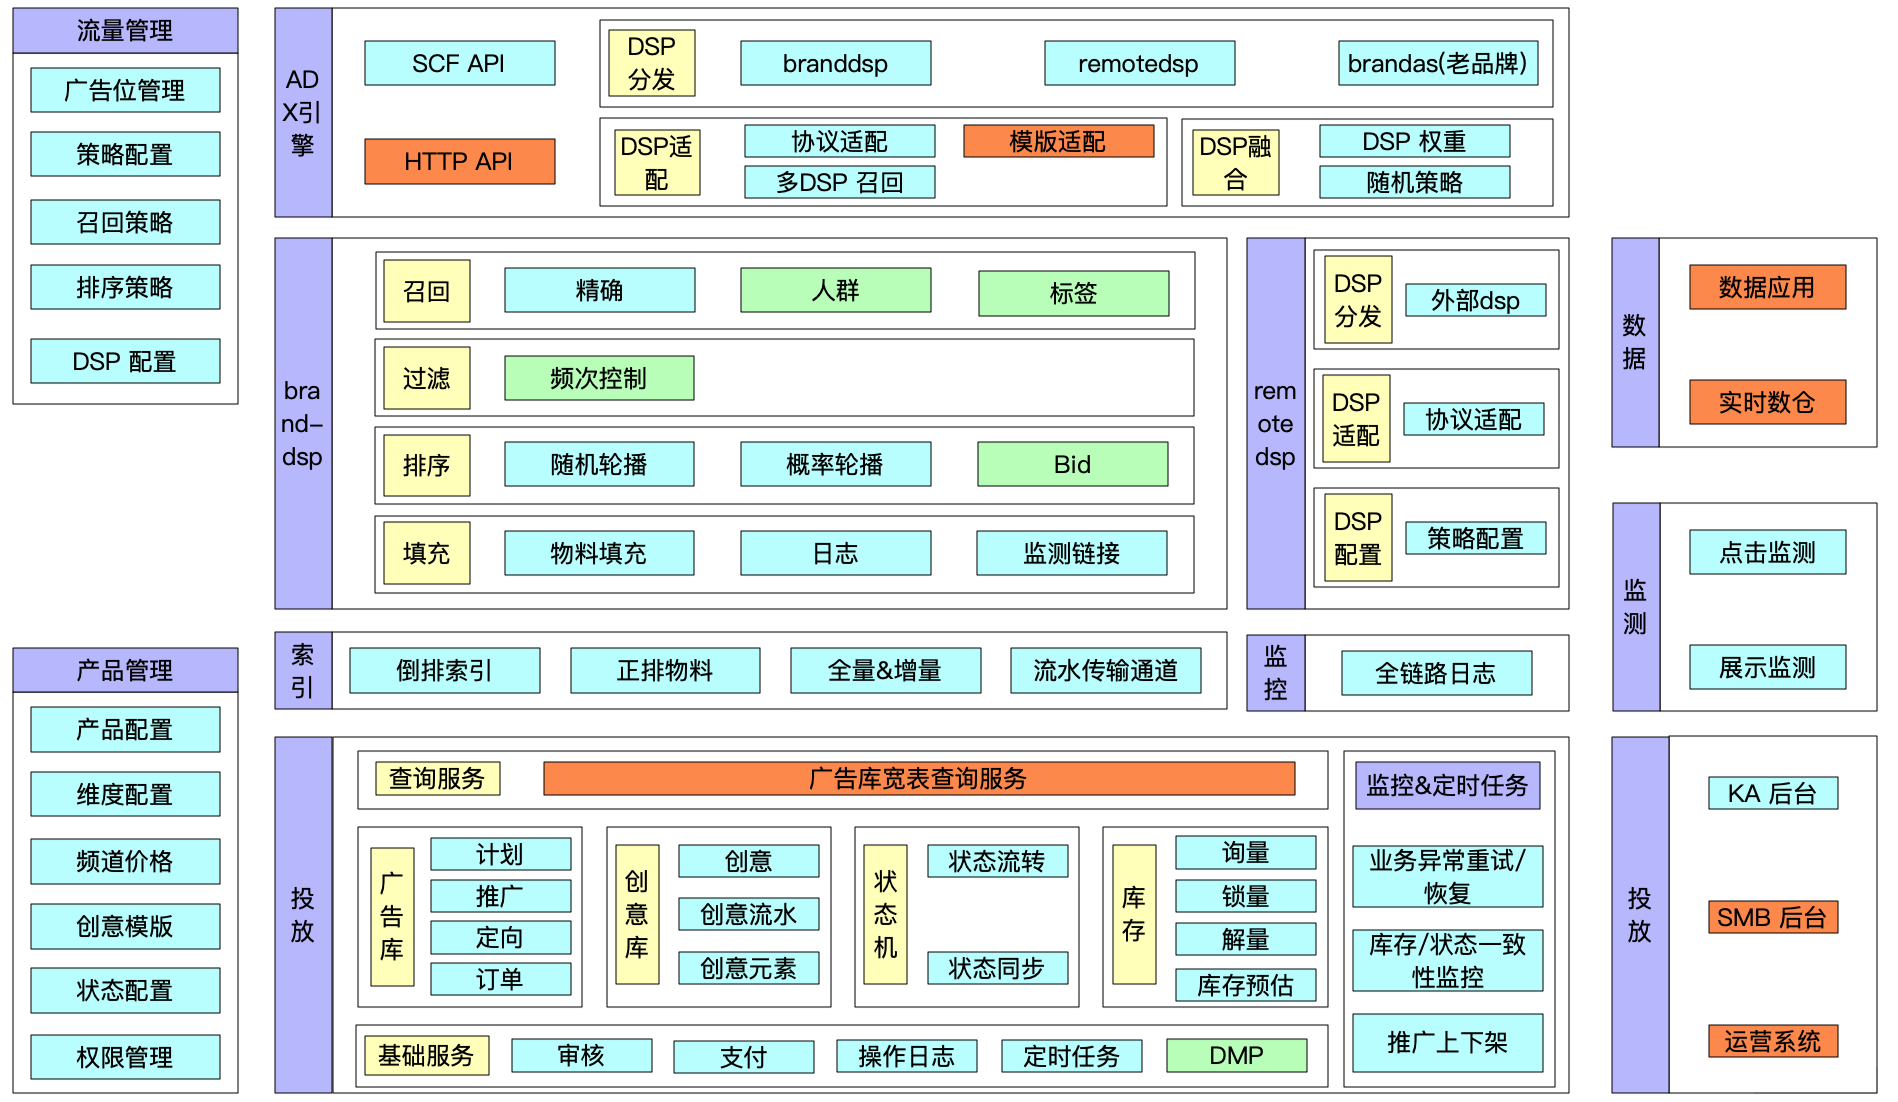 流量管理
广告位管理
策略配置
召回策略
排序策略
DSP 配置
产品管理
产品配置
维度配置
频道价格
创意模版
状态配置
权限管理
AD
X引
擎
SCF API
HTTP API
DSP
分发
branddsp
remotedsp
brandas(老品牌)
DSP适
配
协议适配
模版适配
多DSP 召回
DSP融
合
DSP 权重
随机策略
bra
nd-
dsp
召回
精确
人群
标签
过滤
频次控制
排序
随机轮播
概率轮播
Bid
填充
物料填充
日志
监测链接
rem
ote
dsp
DSP
分发
外部dsp
DSP
适配
协议适配
DSP
配置
策略配置
索
引
倒排索引
正排物料
全量&增量
流水传输通道
监
控
全链路日志
投
放
查询服务
广告库宽表查询服务
广
告
库
计划
推广
定向
订单
创
意
库
创意
创意流水
创意元素
状
态
机
状态流转
状态同步
库
存
询量
锁量
解量
库存预估
基础服务
审核
支付
操作日志
定时任务
DMP
监控&定时任务
业务异常重试/
恢复
库存/状态一致
性监控
推广上下架
数
据
数据应用
实时数仓
监
测
点击监测
展示监测
投
放
KA 后台
SMB 后台
运营系统